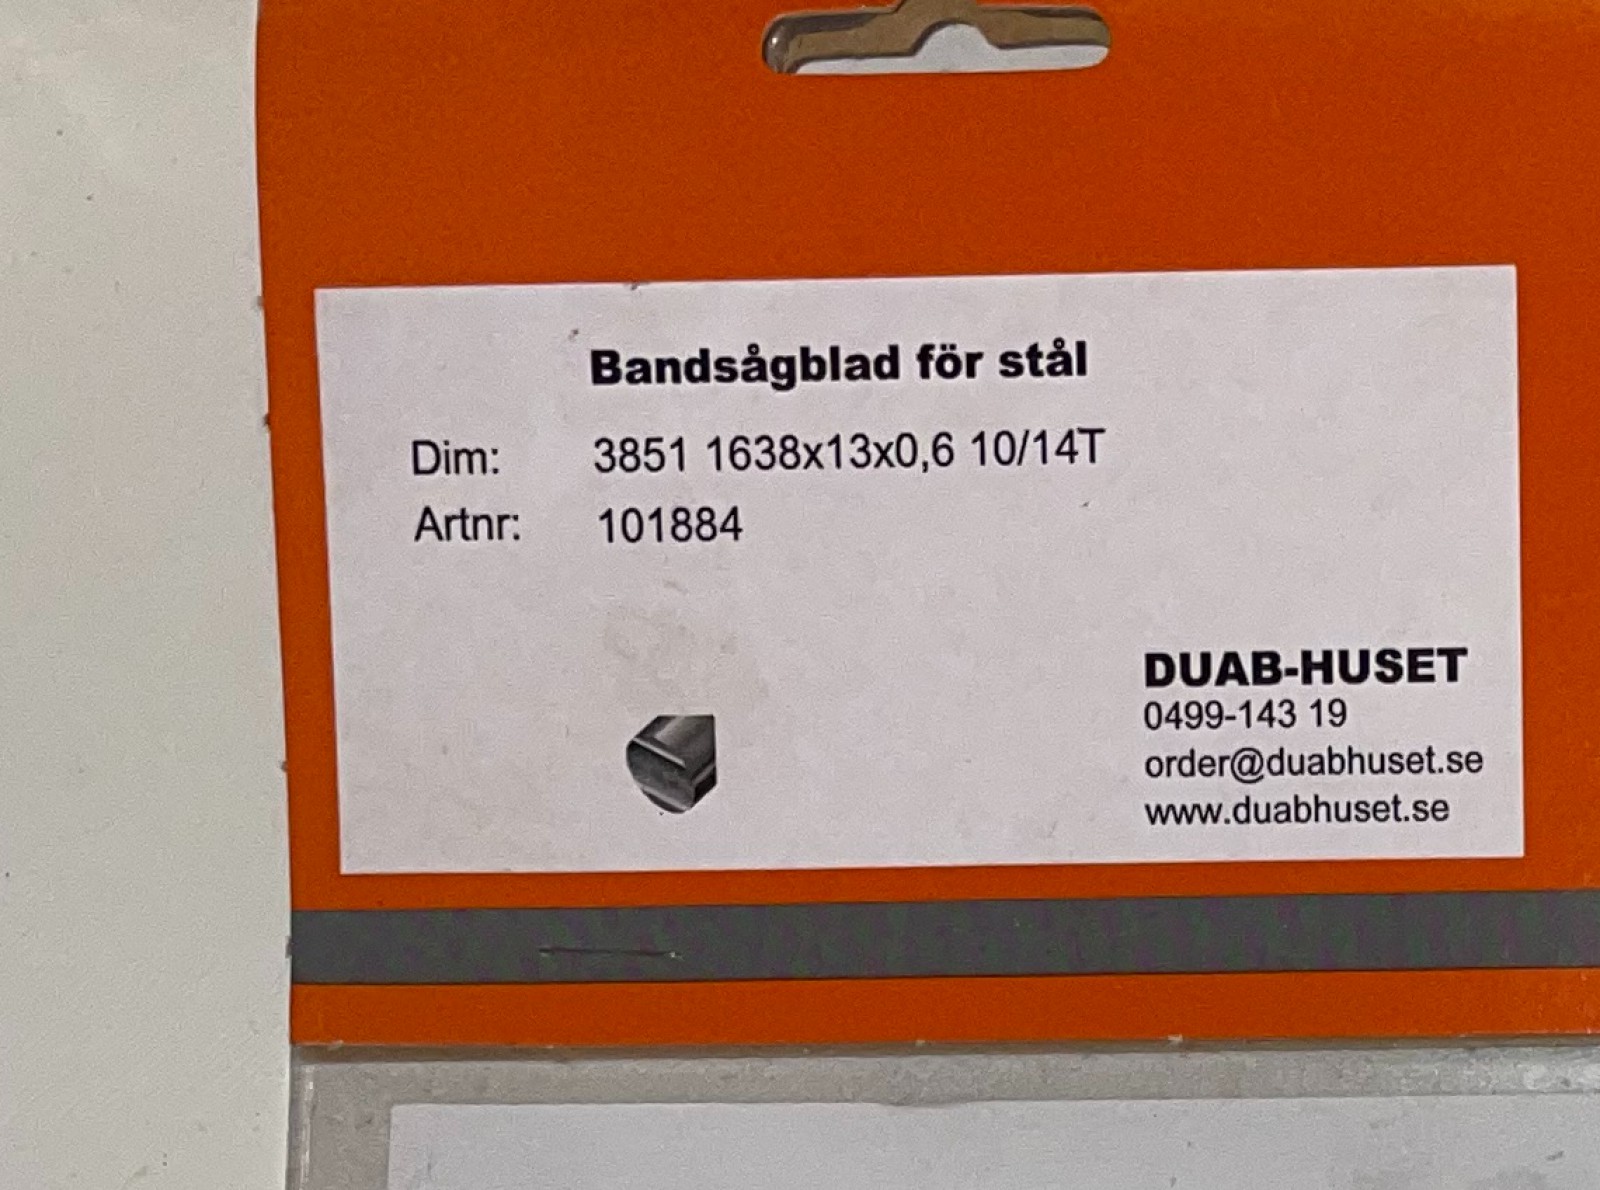 Bandsågblad för stål
Dim: 3851 1638x13x0,6 10/14T
Artnr: 101884
DUAB-HUSET
0499-143 19
order@duabhuset.se
www.duabhuset.se